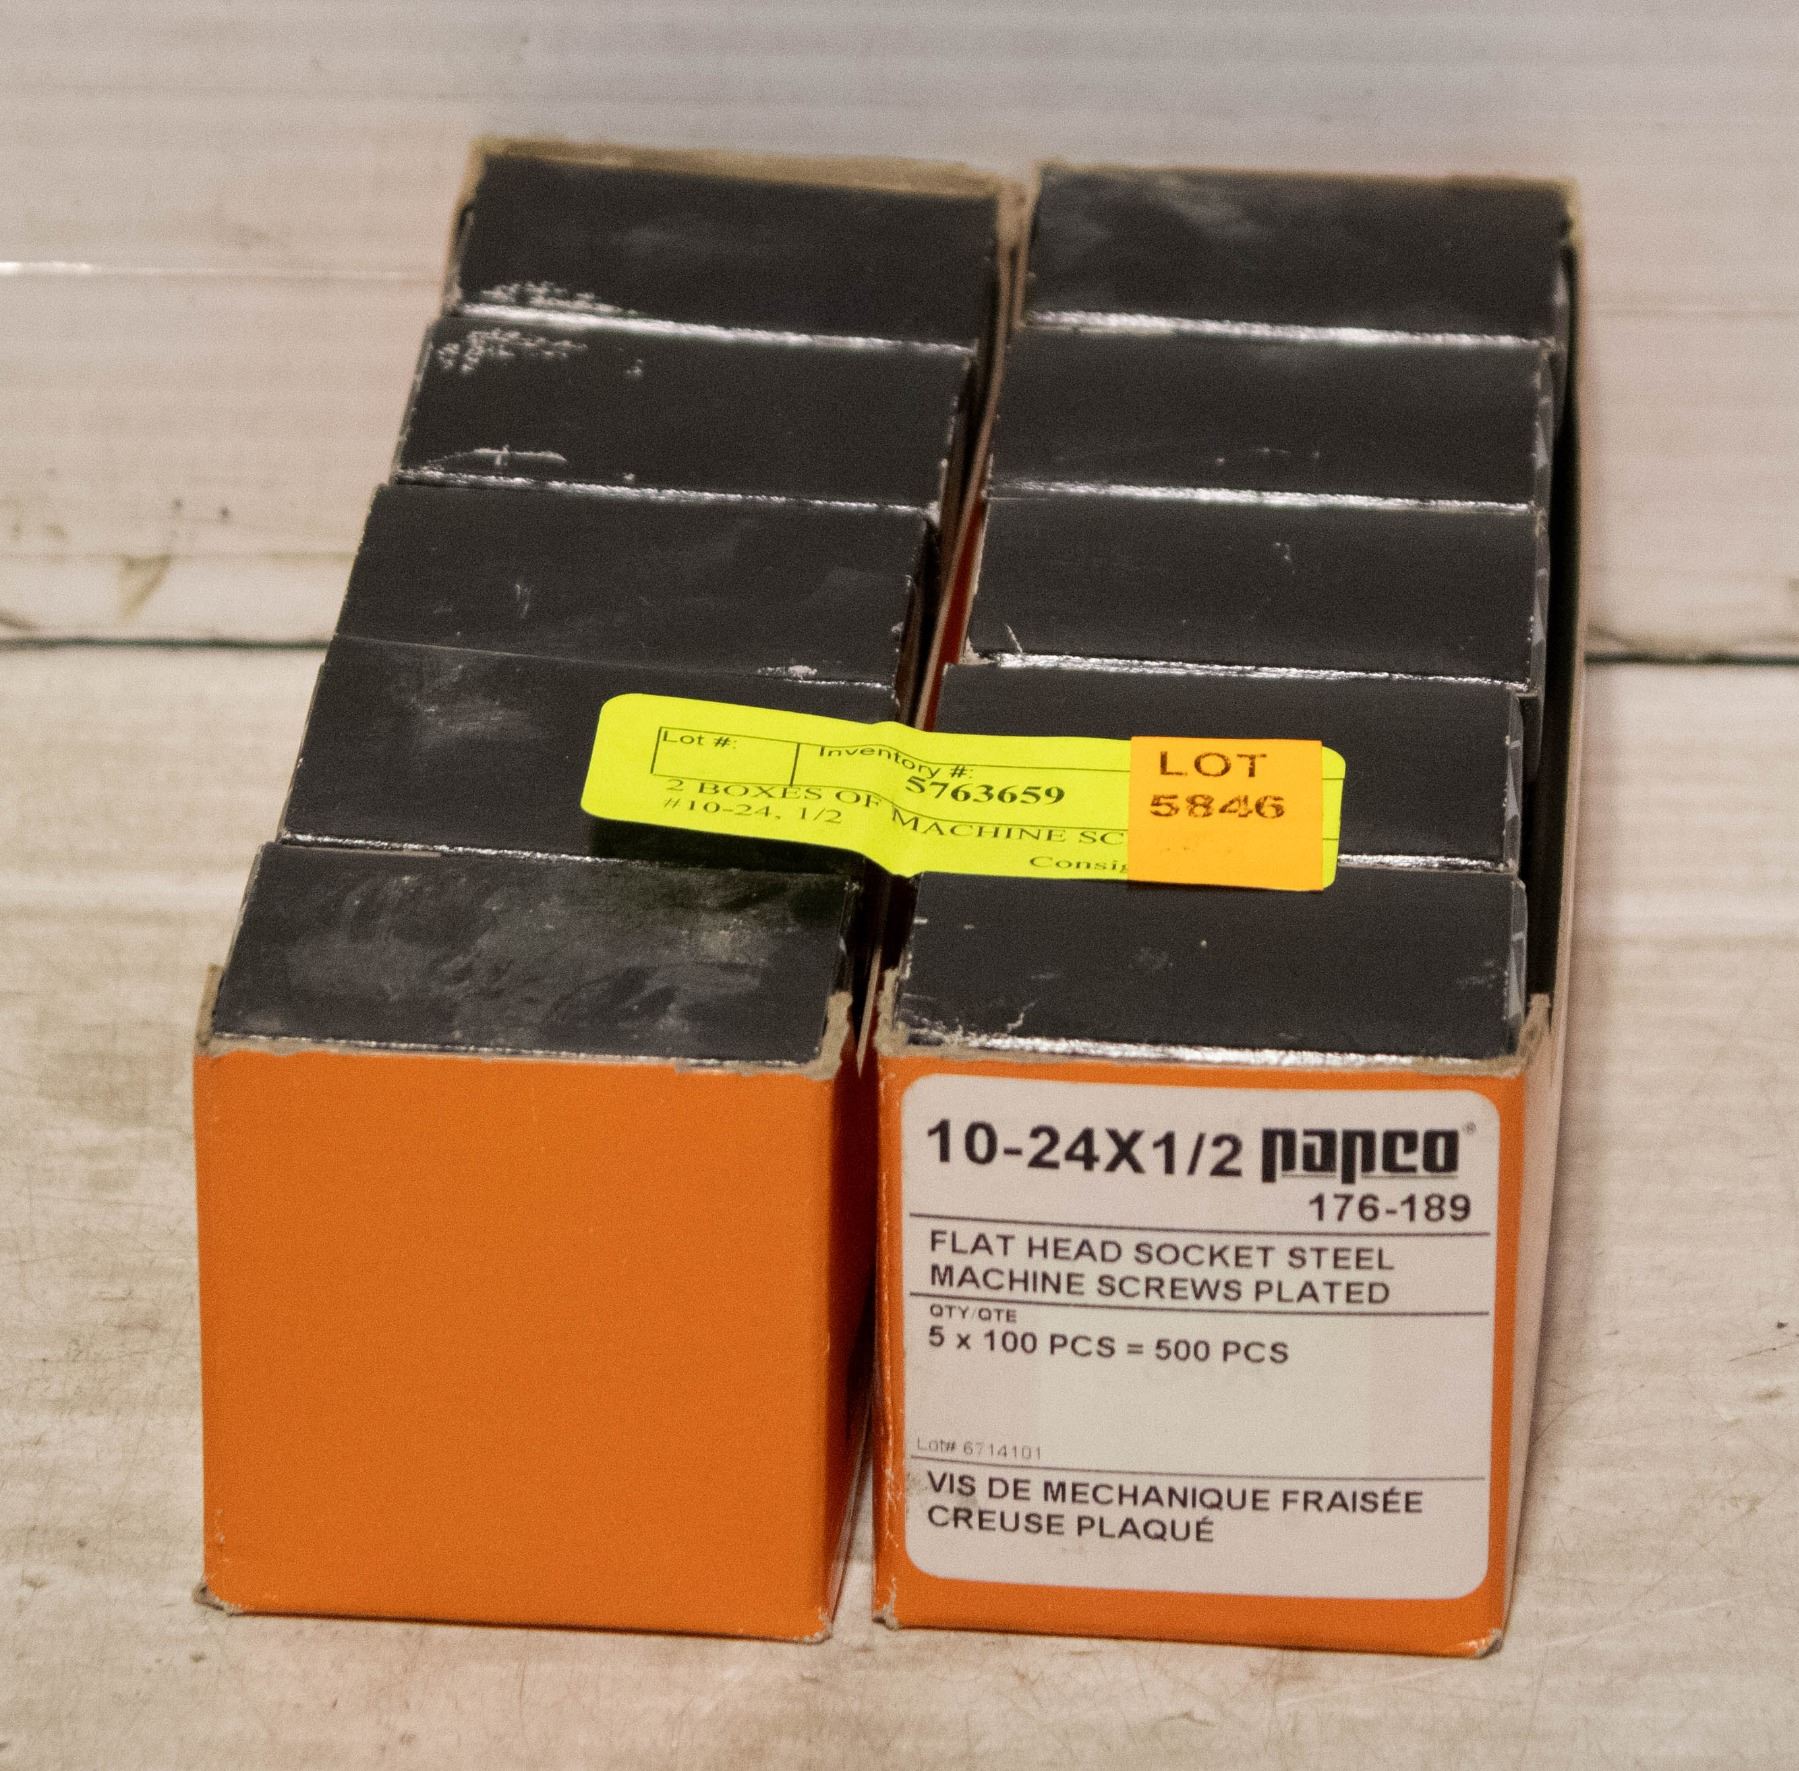 Lot #:
Inventory #:
5763659
2 BOXES OF MACHINE SC
#10-24, 1/2
LOT
5846
10-24X1/2 papco®
176-189
FLAT HEAD SOCKET STEEL
MACHINE SCREWS PLATED
QTY/QTE
5 x 100 PCS = 500 PCS
Lot# 6714101
VIS DE MECHANIQUE FRAISÉE
CREUSE PLAQUÉ